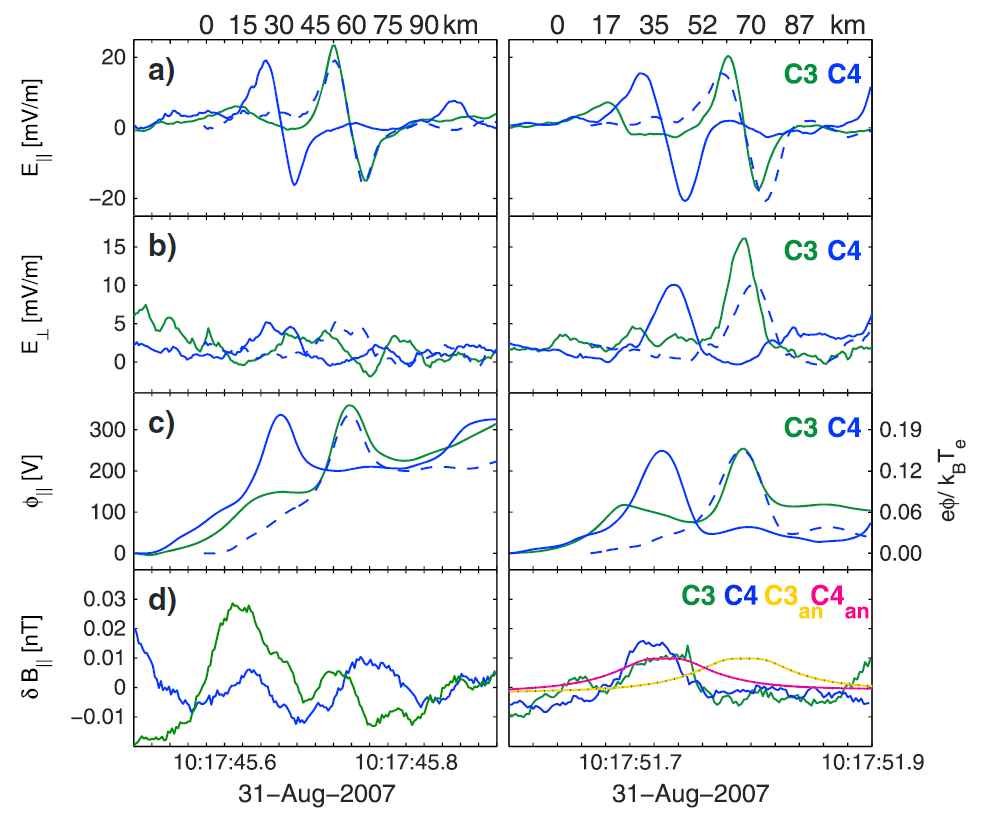 0 15 30 45 60 75 90 km
0 17 35 52 70 87 km
a)
C3 C4
E|| [mV/m]
20
0
−20
b)
C3 C4
E⊥ [mV/m]
15
10
5
0
c)
C3 C4
ϕ|| [V]
300
200
100
0
0.19
0.12
0.06
0.00
eϕ/ kBTe
d)
C3 C4 C3an C4an
δ B|| [nT]
0.03
0.02
0.01
0
−0.01
10:17:45.6 10:17:45.8
31−Aug−2007
10:17:51.7 10:17:51.9
31−Aug−2007